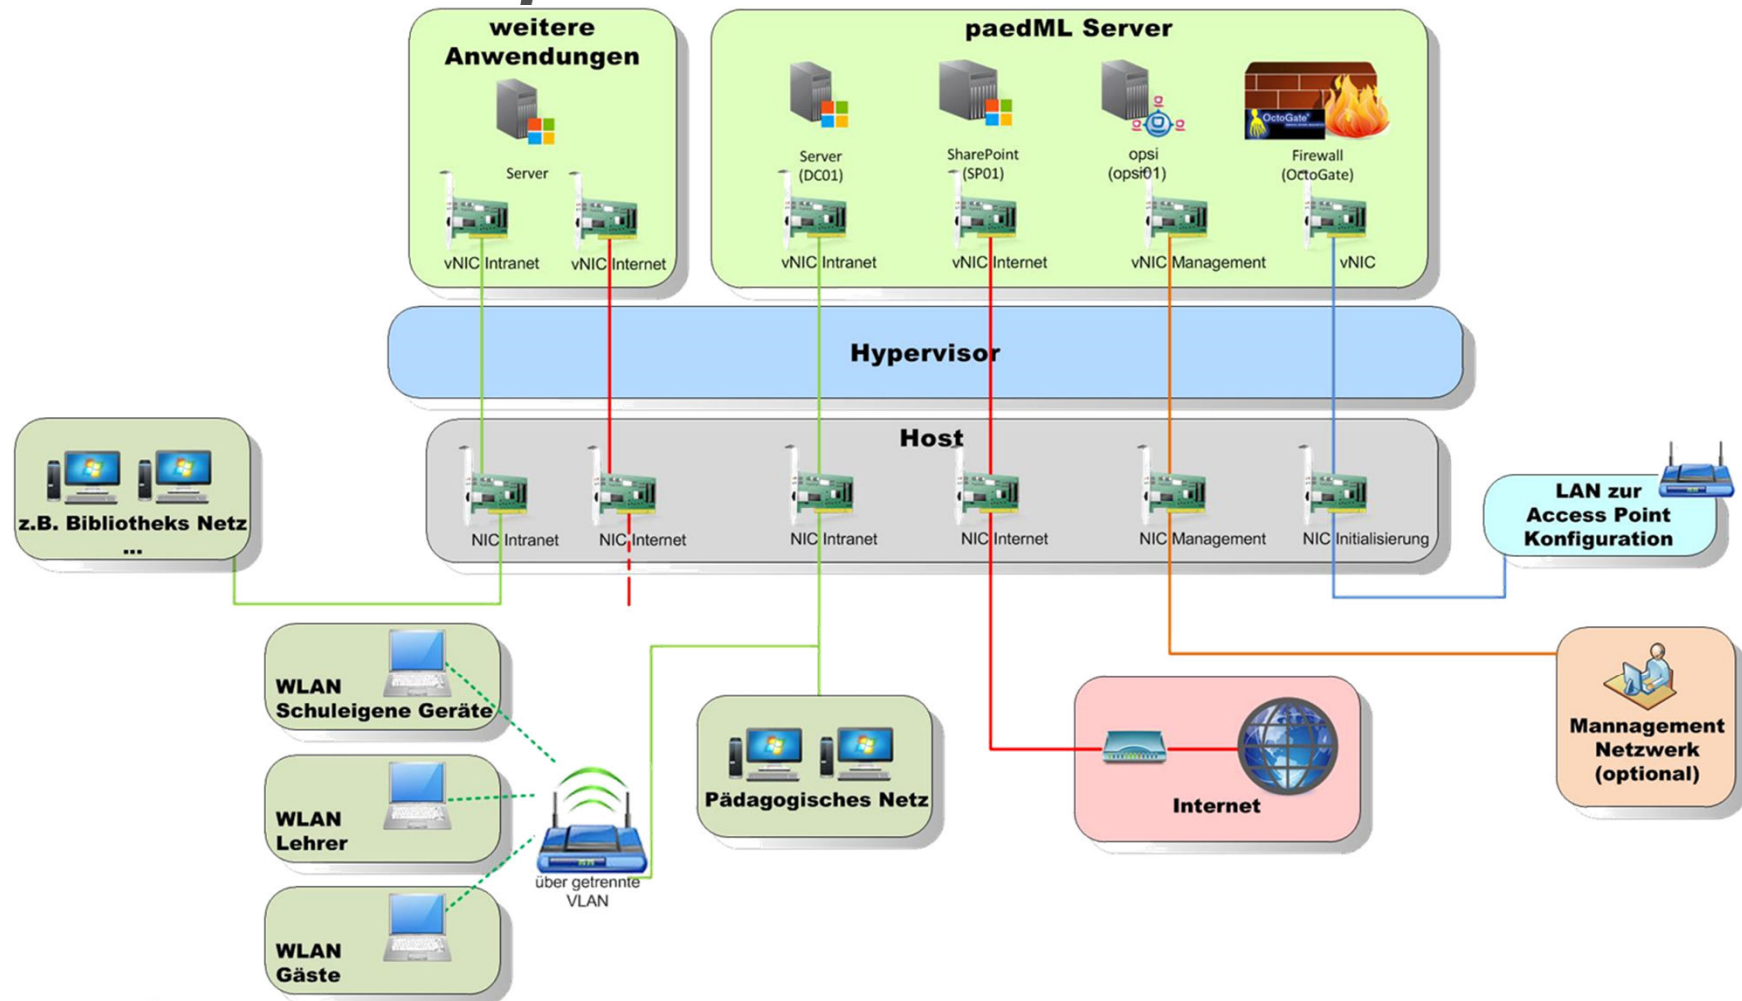 weitere
Anwendungen
Server
vNIC Intranet
vNIC Internet
paedML Server
OctoGate
Server
(DC01)
SharePoint
(SP01)
opsi
(opsi01)
Firewall
(OctoGate)
vNIC Intranet
vNIC Internet
vNIC Management
vNIC
Hypervisor
Host
NIC Intranet
NIC Internet
NIC Intranet
NIC Internet
NIC Management
NIC Initialisierung
z.B. Bibliotheks Netz
...
LAN zur
Access Point
Konfiguration
WLAN
Schuleigene Geräte
WLAN
Lehrer
WLAN
Gäste
über getrennte
VLAN
Pädagogisches Netz
Internet
Mannagement
Netzwerk
(optional)